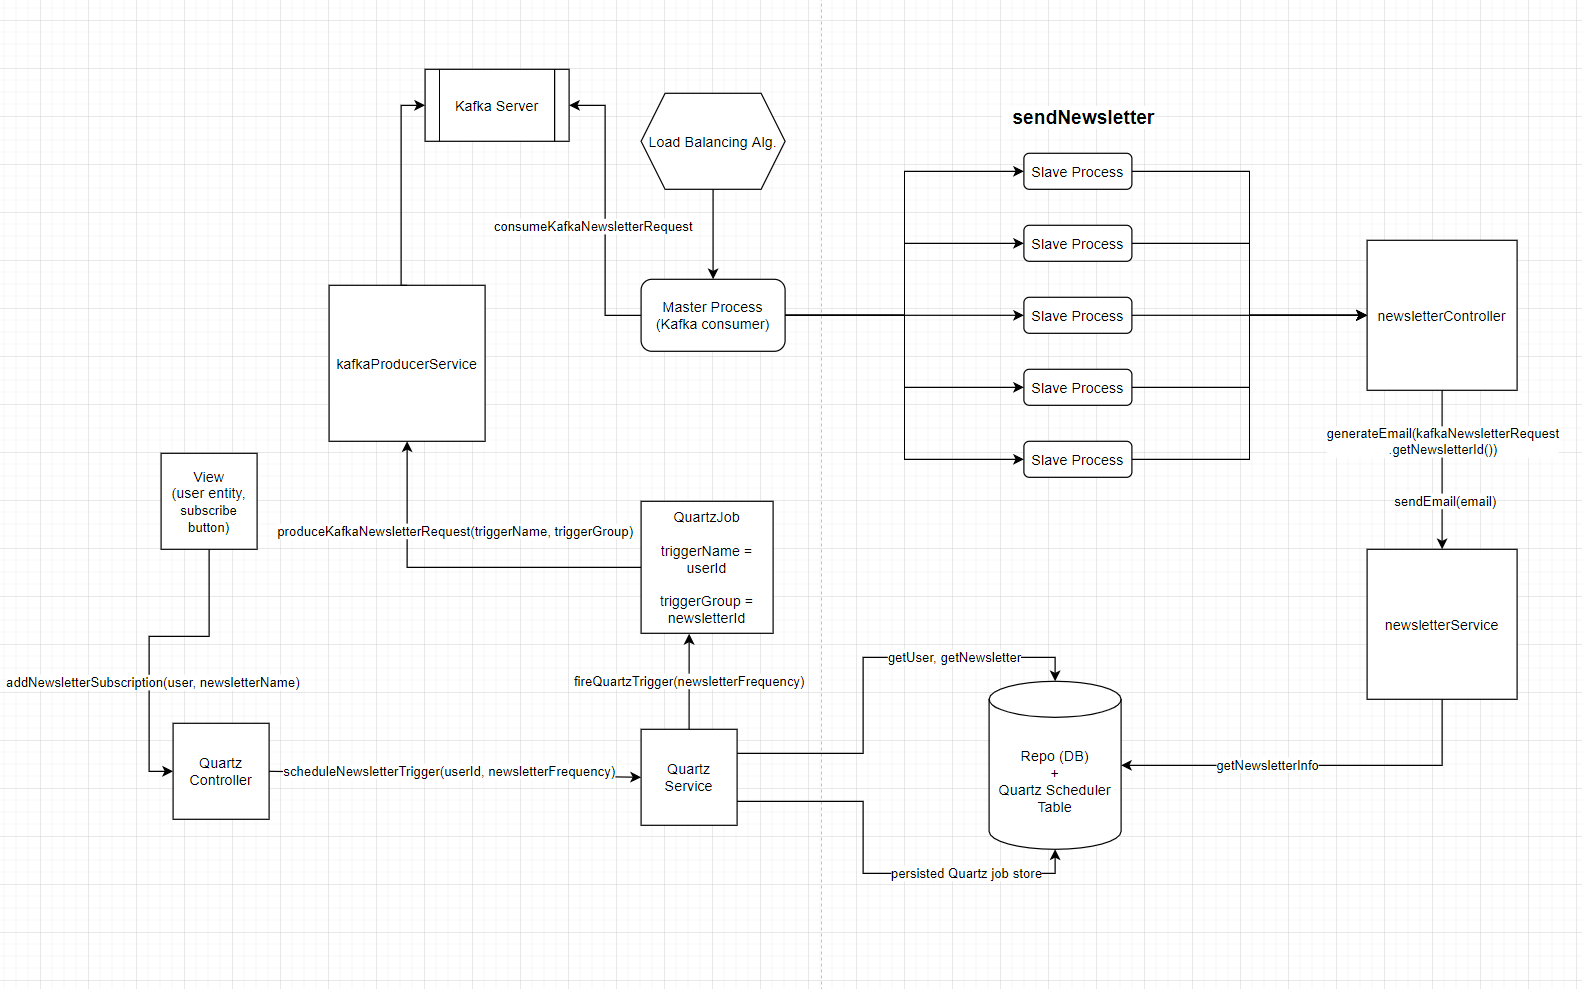 Kafka Server
Load Balancing Alg.
sendNewsletter
Slave Process
Slave Process
Slave Process
Slave Process
Slave Process
consumeKafkaNewsletterRequest
Master Process
(Kafka consumer)
newsletterController
kafkaProducerService
generateEmail(kafkaNewsletterRequest
.getNewsletterId())
sendEmail(email)
View
(user entity,
subscribe
button)
produceKafkaNewsletterRequest(triggerName, triggerGroup)
QuartzJob
triggerName =
userId
triggerGroup =
newsletterId
newsletterService
addNewsletterSubscription(user, newsletterName)
fireQuartzTrigger(newsletterFrequency)
getUser, getNewsletter
Quartz
Controller
scheduleNewsletterTrigger(userId, newsletterFrequency)
Quartz
Service
Repo (DB)
+
Quartz Scheduler
Table
getNewsletterInfo
persisted Quartz job store